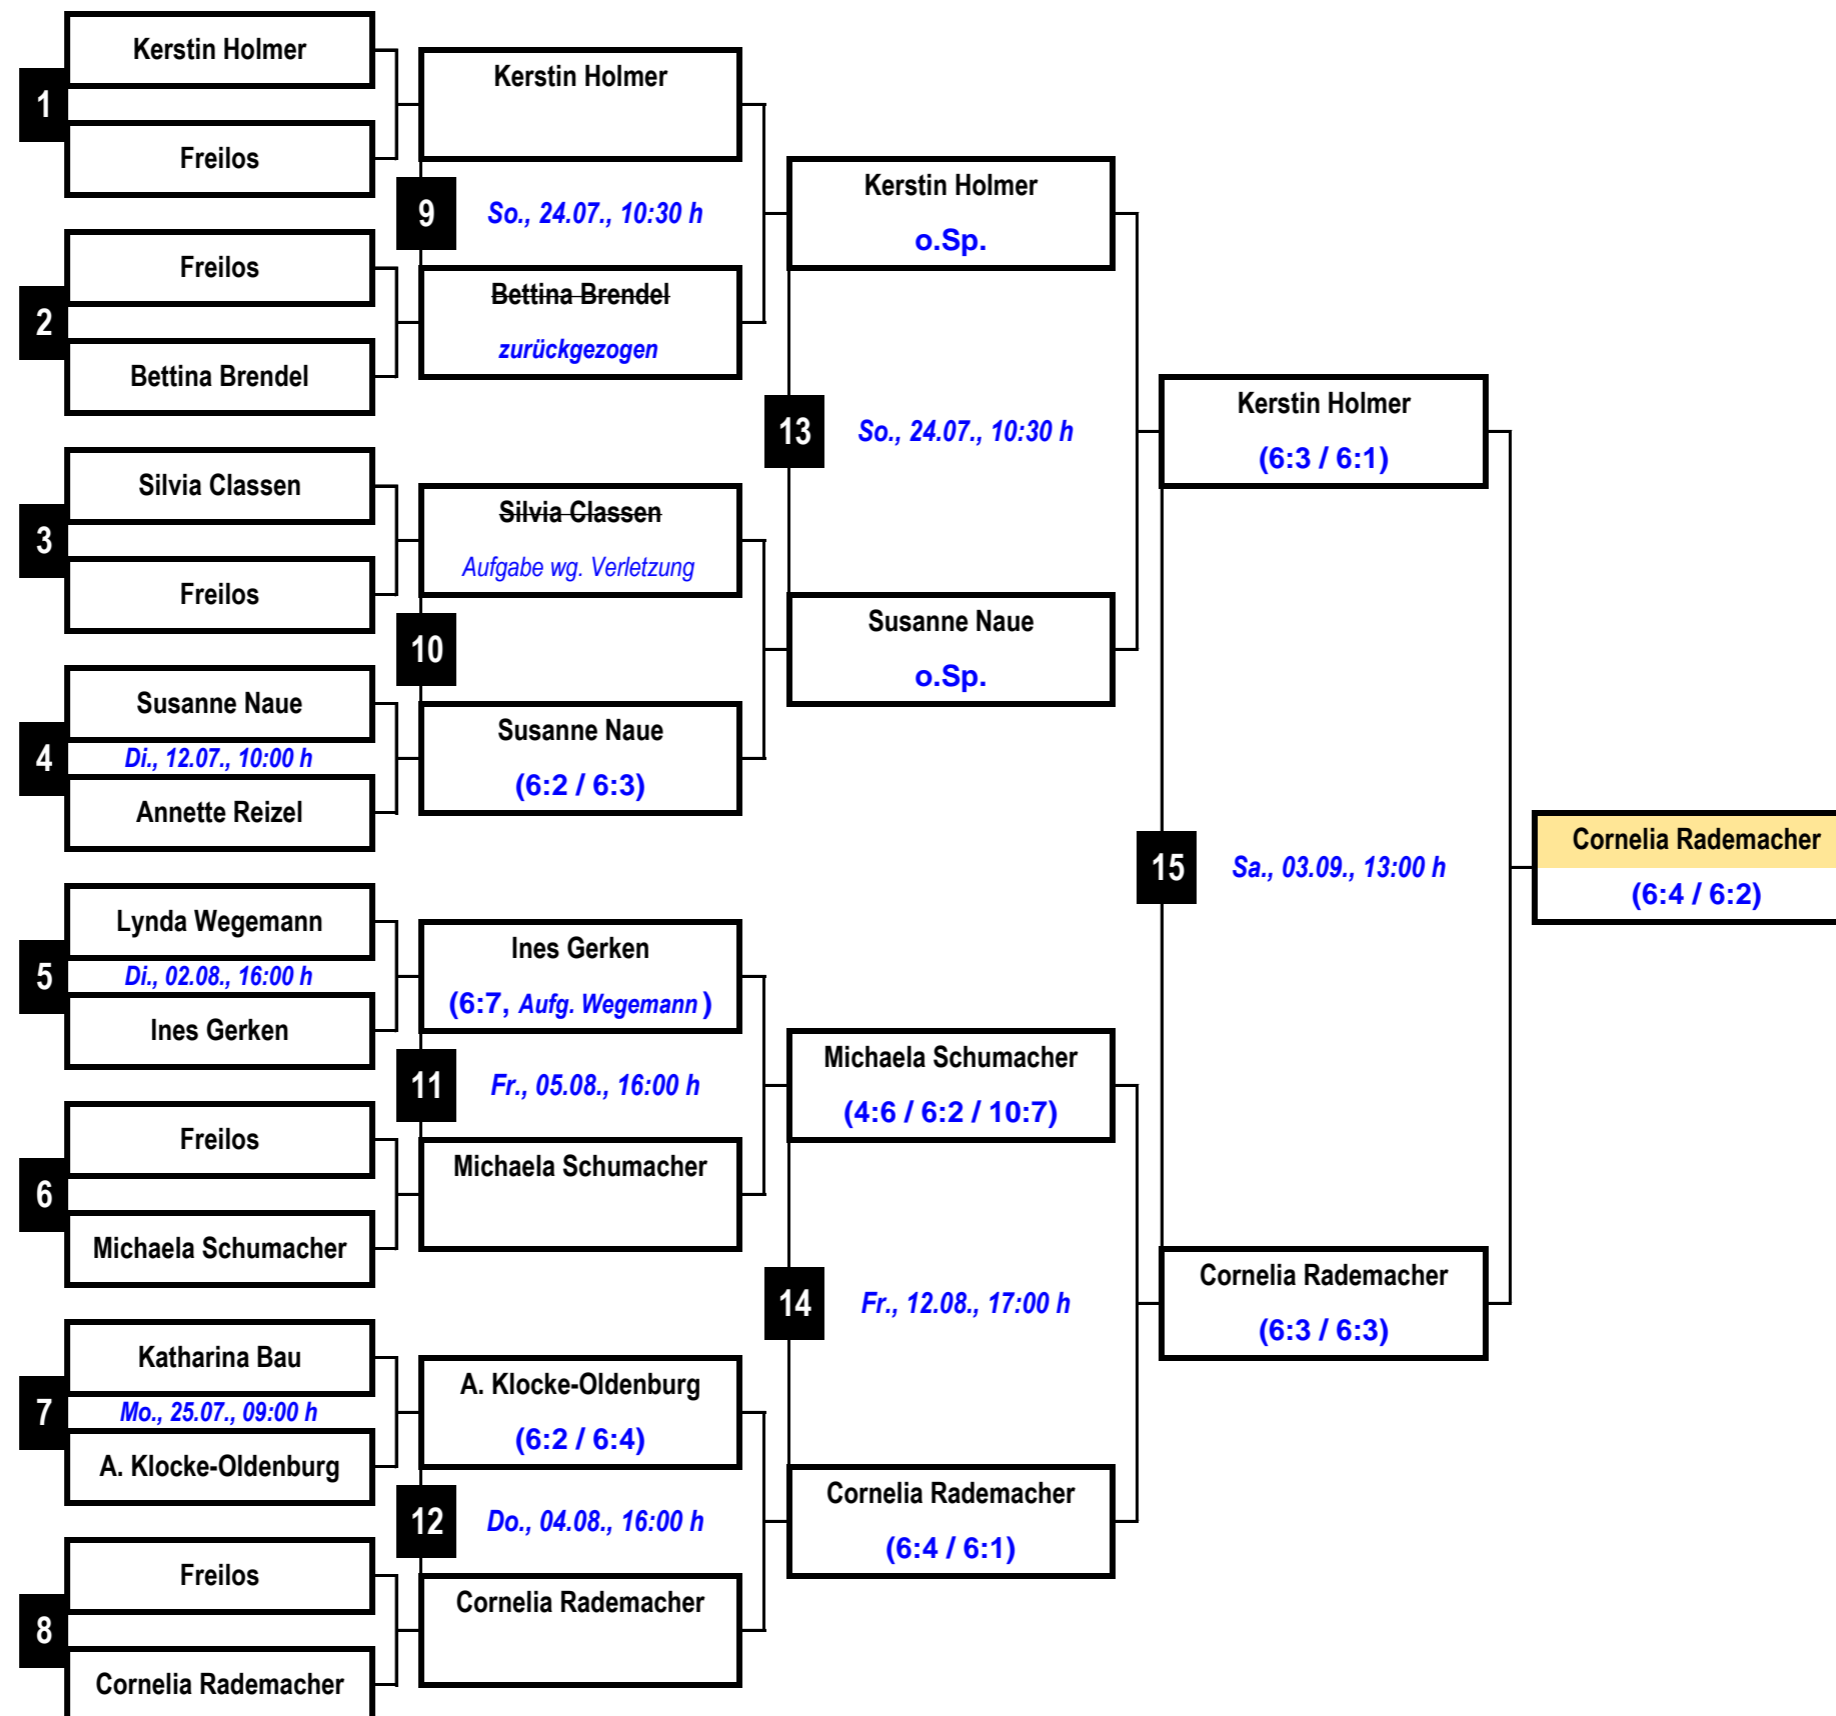 Kerstin Holmer
1
Freilos
2
Freilos
Bettina Brendel
3
Silvia Classen
Freilos
4
Susanne Naue
Di., 12.07., 10:00 h
Annette Reizel
5
Lynda Wegemann
Di., 02.08., 16:00 h
Ines Gerken
6
Freilos
Michaela Schumacher
7
Katharina Bau
Mo., 25.07., 09:00 h
A. Klocke-Oldenburg
8
Freilos
Cornelia Rademacher
Kerstin Holmer
9
So., 24.07., 10:30 h
Bettina Brendel
zurückgezogen
Silvia Classen
Aufgabe wg. Verletzung
10
Susanne Naue
(6:2 / 6:3)
Ines Gerken
(6:7, Aufg. Wegemann )
11
Fr., 05.08., 16:00 h
Michaela Schumacher
A. Klocke-Oldenburg
(6:2 / 6:4)
12
Do., 04.08., 16:00 h
Cornelia Rademacher
Kerstin Holmer
o.Sp.
13
So., 24.07., 10:30 h
Susanne Naue
o.Sp.
Michaela Schumacher
(4:6 / 6:2 / 10:7)
14
Fr., 12.08., 17:00 h
Cornelia Rademacher
(6:4 / 6:1)
Kerstin Holmer
(6:3 / 6:1)
15
Sa., 03.09., 13:00 h
Cornelia Rademacher
(6:3 / 6:3)
Cornelia Rademacher
(6:4 / 6:2)